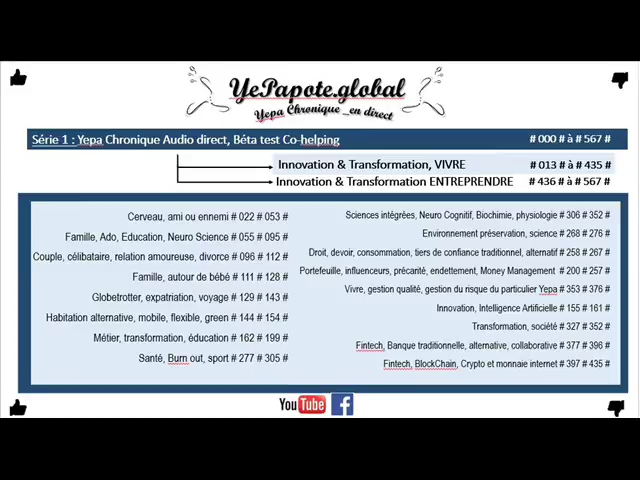 YePapote.global
Yepa Chronique _en direct
Série 1 : Yepa Chronique Audio direct, Béta test Co-helping # 000 # à # 567 #
Innovation & Transformation, VIVRE # 013 # à # 435 #
Innovation & Transformation ENTREPRENDRE # 436 # à # 567 #
Cerveau, ami ou ennemi # 022 # 053 #
Famille, Ado, Education, Neuro Science # 055 # 095 #
Couple, célibataire, relation amoureuse, divorce # 096 # 112 #
Famille, autour de bébé # 111 # 128 #
Globetrotter, expatriation, voyage # 129 # 143 #
Habitation alternative, mobile, flexible, green # 144 # 154 #
Métier, transformation, éducation # 162 # 199 #
Santé, Burn out, sport # 277 # 305 #
Sciences intégrées, Neuro Cognitif, Biochimie, physiologie # 306 # 352 #
Environnement préservation, science # 268 # 276 #
Droit, devoir, consommation, tiers de confiance traditionnel, alternatif # 258 # 267 #
Portefeuille, influenceurs, précarité, endettement, Money Management # 200 # 257 #
Vivre, gestion qualité, gestion du risque du particulier Yepa # 353 # 376 #
Innovation, Intelligence Artificielle # 155 # 161 #
Transformation, société # 327 # 352 #
Fintech, Banque traditionnelle, alternative, collaborative # 377 # 396 #
Fintech, BlockChain, Crypto et monnaie internet # 397 # 435 #
YouTube f